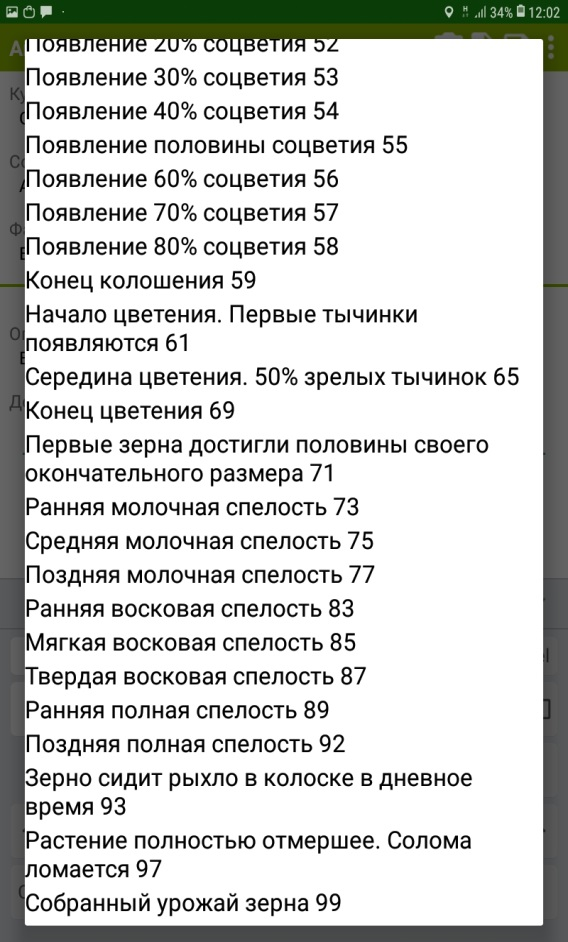 34% 12:02
Появление 20% соцветия 52
Появление 30% соцветия 53
Появление 40% соцветия 54
Появление половины соцветия 55
Появление 60% соцветия 56
Появление 70% соцветия 57
Появление 80% соцветия 58
Конец колошения 59
Начало цветения. Первые тычинки
появляются 61
Середина цветения. 50% зрелых тычинок 65
Конец цветения 69
Первые зерна достигли половины своего
окончательного размера 71
Ранняя молочная спелость 73
Средняя молочная спелость 75
Поздняя молочная спелость 77
Ранняя восковая спелость 83
Мягкая восковая спелость 85
Твердая восковая спелость 87
Ранняя полная спелость 89
Поздняя полная спелость 92
Зерно сидит рыхло в колоске в дневное
время 93
Растение полностью отмершее. Солома
ломается 97
Собранный урожай зерна 99